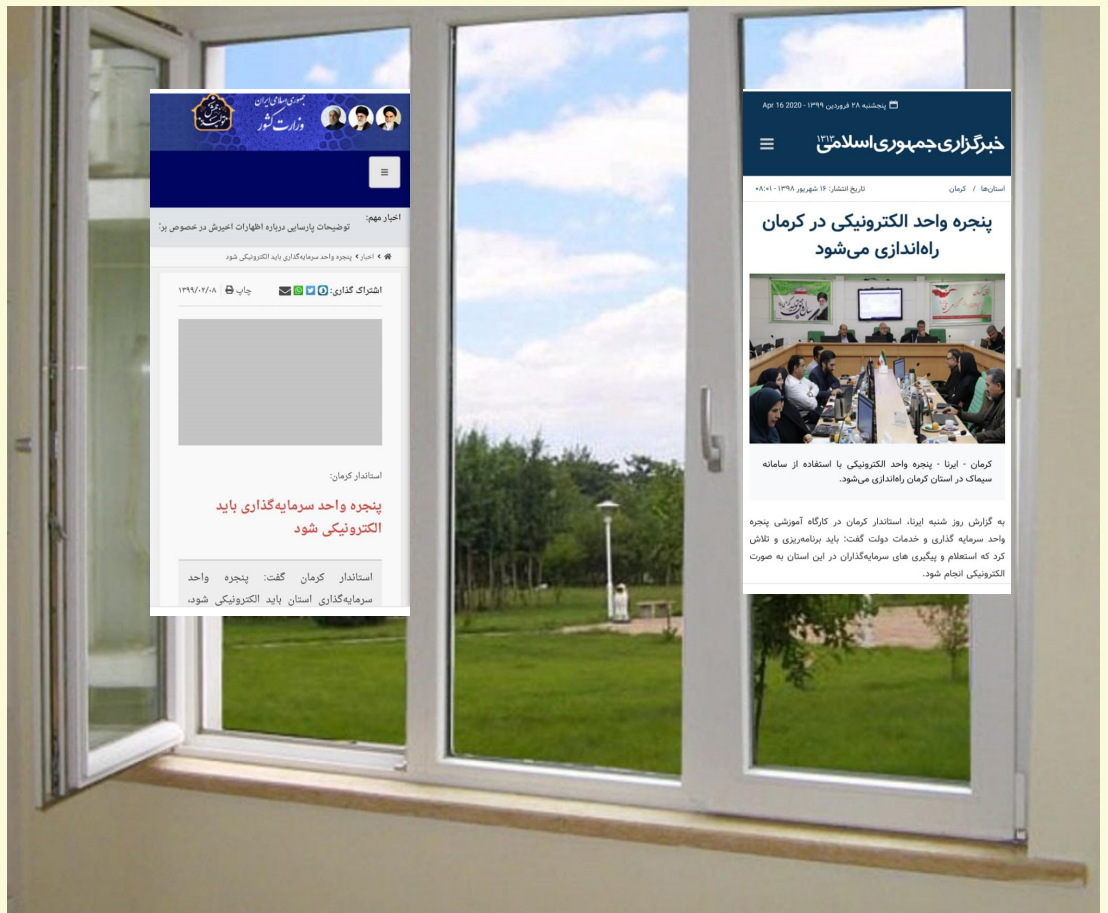 جمهوری اسلامی ایران
وزارت کشور
اخبار مهم:
توضیحات پارسایی درباره اظهارات اخیرش در خصوص بر
اخبار › پنجره واحد سرمایه‌گذاری باید الکترونیکی شود
اشتراک گذاری:
چاپ
۱۳۹۹/۰۲/۰۸
استاندار کرمان:
پنجره واحد سرمایه‌گذاری باید
الکترونیکی شود
استاندار کرمان گفت: پنجره واحد
سرمایه‌گذاری استان باید الکترونیکی شود،
پنجشنبه ۲۸ فروردین ۱۳۹۹ - Apr 16 2020
خبرگزاری جمهوری اسلامی ۱۳۱۳
استان‌ها / کرمان
تاریخ انتشار: ۱۶ شهریور ۱۳۹۸ - ۰۸:۰۱
پنجره واحد الکترونیکی در کرمان
راه‌اندازی می‌شود
کرمان - ایرنا - پنجره واحد الکترونیکی با استفاده از سامانه
سیماک در استان کرمان راه‌اندازی می‌شود.
به گزارش روز شنبه ایرنا، استاندار کرمان در کارگاه آموزشی پنجره
واحد سرمایه گذاری و خدمات دولت گفت: باید برنامه‌ریزی و تلاش
کرد که استعلام و پیگیری های سرمایه‌گذاران در این استان به صورت
الکترونیکی انجام شود.